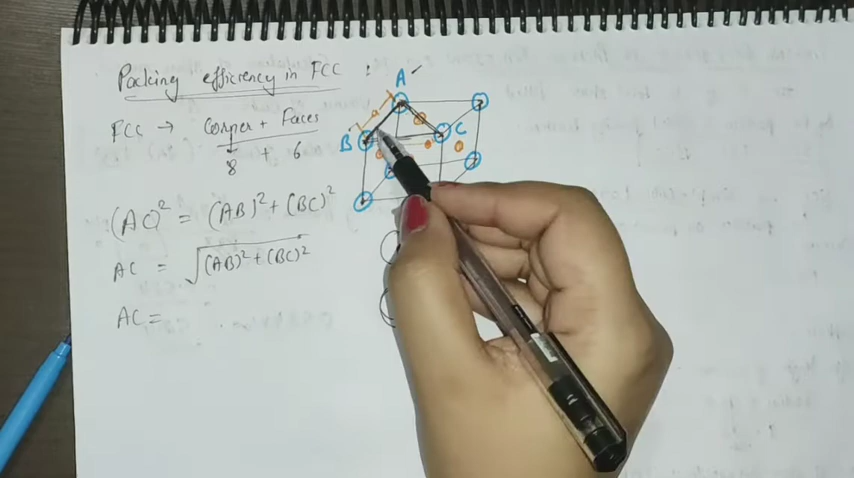 Packing efficiency in FCC :
A
FCC → Corner + Faces
8 + 6
B
C
(AC)² = (AB)² + (BC)²
AC = √(AB)² + (BC)²
AC =